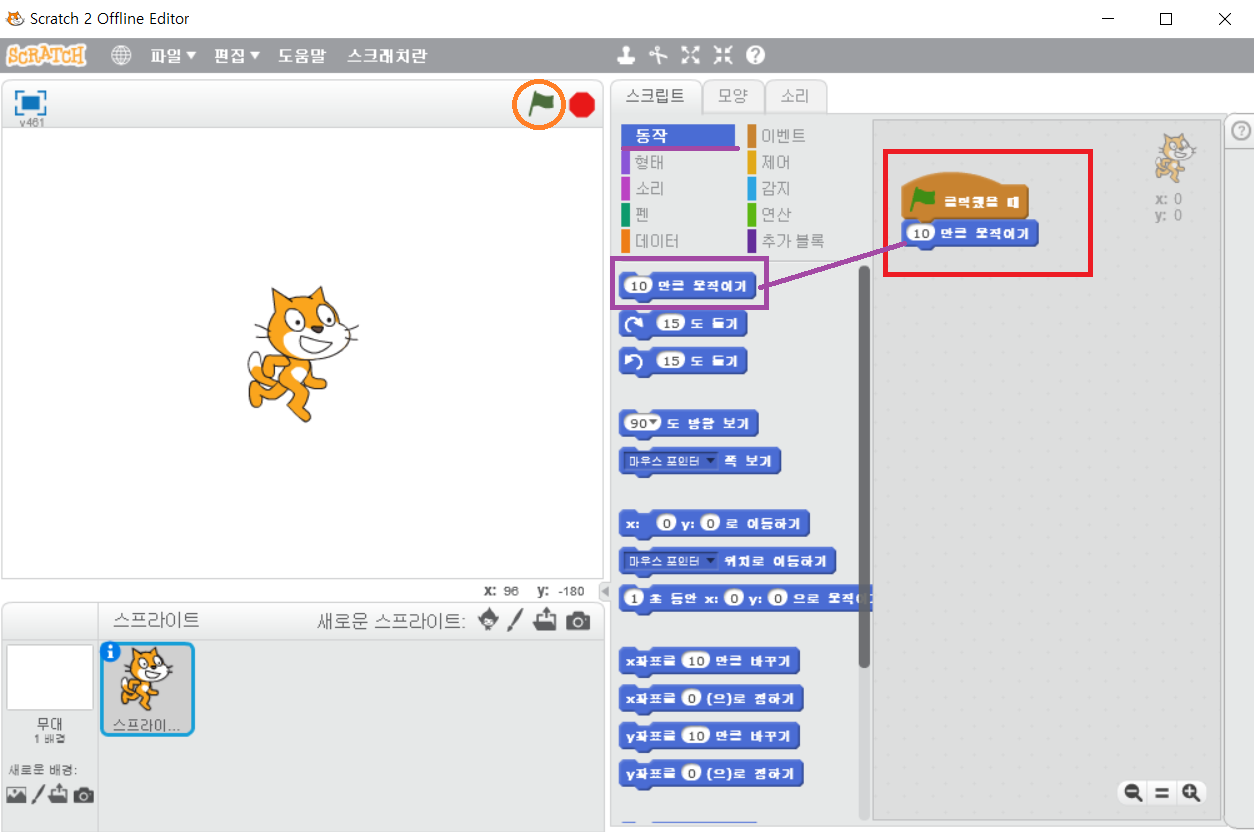 Scratch 2 Offline Editor
SCRATCH
파일
편집
도움말
스크래치란
v461
스크립트
모양
소리
동작
이벤트
형태
제어
소리
감지
펜
연산
데이터
추가 블록
10 만큼 움직이기
15 도 돌기
15 도 돌기
90 도 방향 보기
마우스 포인터 쪽 보기
x: 0 y: 0 로 이동하기
마우스 포인터 위치로 이동하기
1 초 동안 x: 0 y: 0 으로 움직이기
x좌표를 10 만큼 바꾸기
x좌표를 0 (으)로 정하기
y좌표를 10 만큼 바꾸기
y좌표를 0 (으)로 정하기
클릭했을 때
10 만큼 움직이기
x: 0
y: 0
x: 96 y: -180
스프라이트
새로운 스프라이트:
스프라이...
무대
1 배경
새로운 배경: